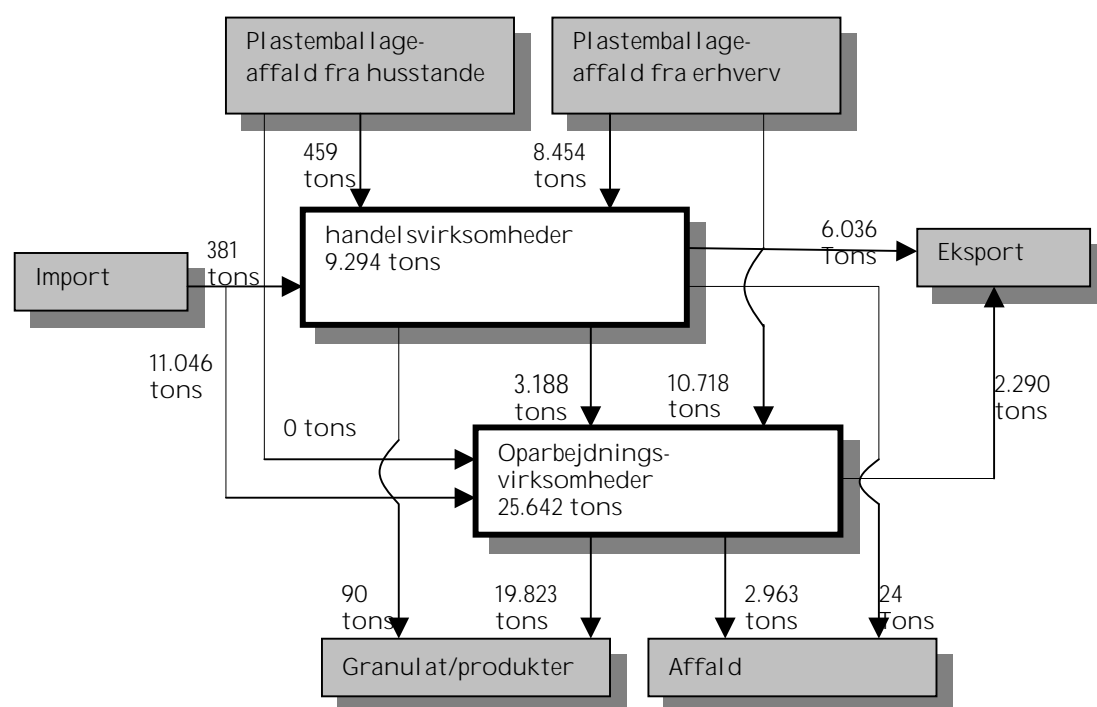 Plastemballage-
affald fra husstande
Plastemballage-
affald fra erhverv
459
tons
8.454
tons
handelsvirksomheder
9.294 tons
6.036
Tons
Eksport
Import
381
tons
11.046
tons
3.188
tons
10.718
tons
2.290
tons
0 tons
Oparbejdnings-
virksomheder
25.642 tons
90
tons
19.823
tons
2.963
tons
24
Tons
Granulat/produkter
Affald